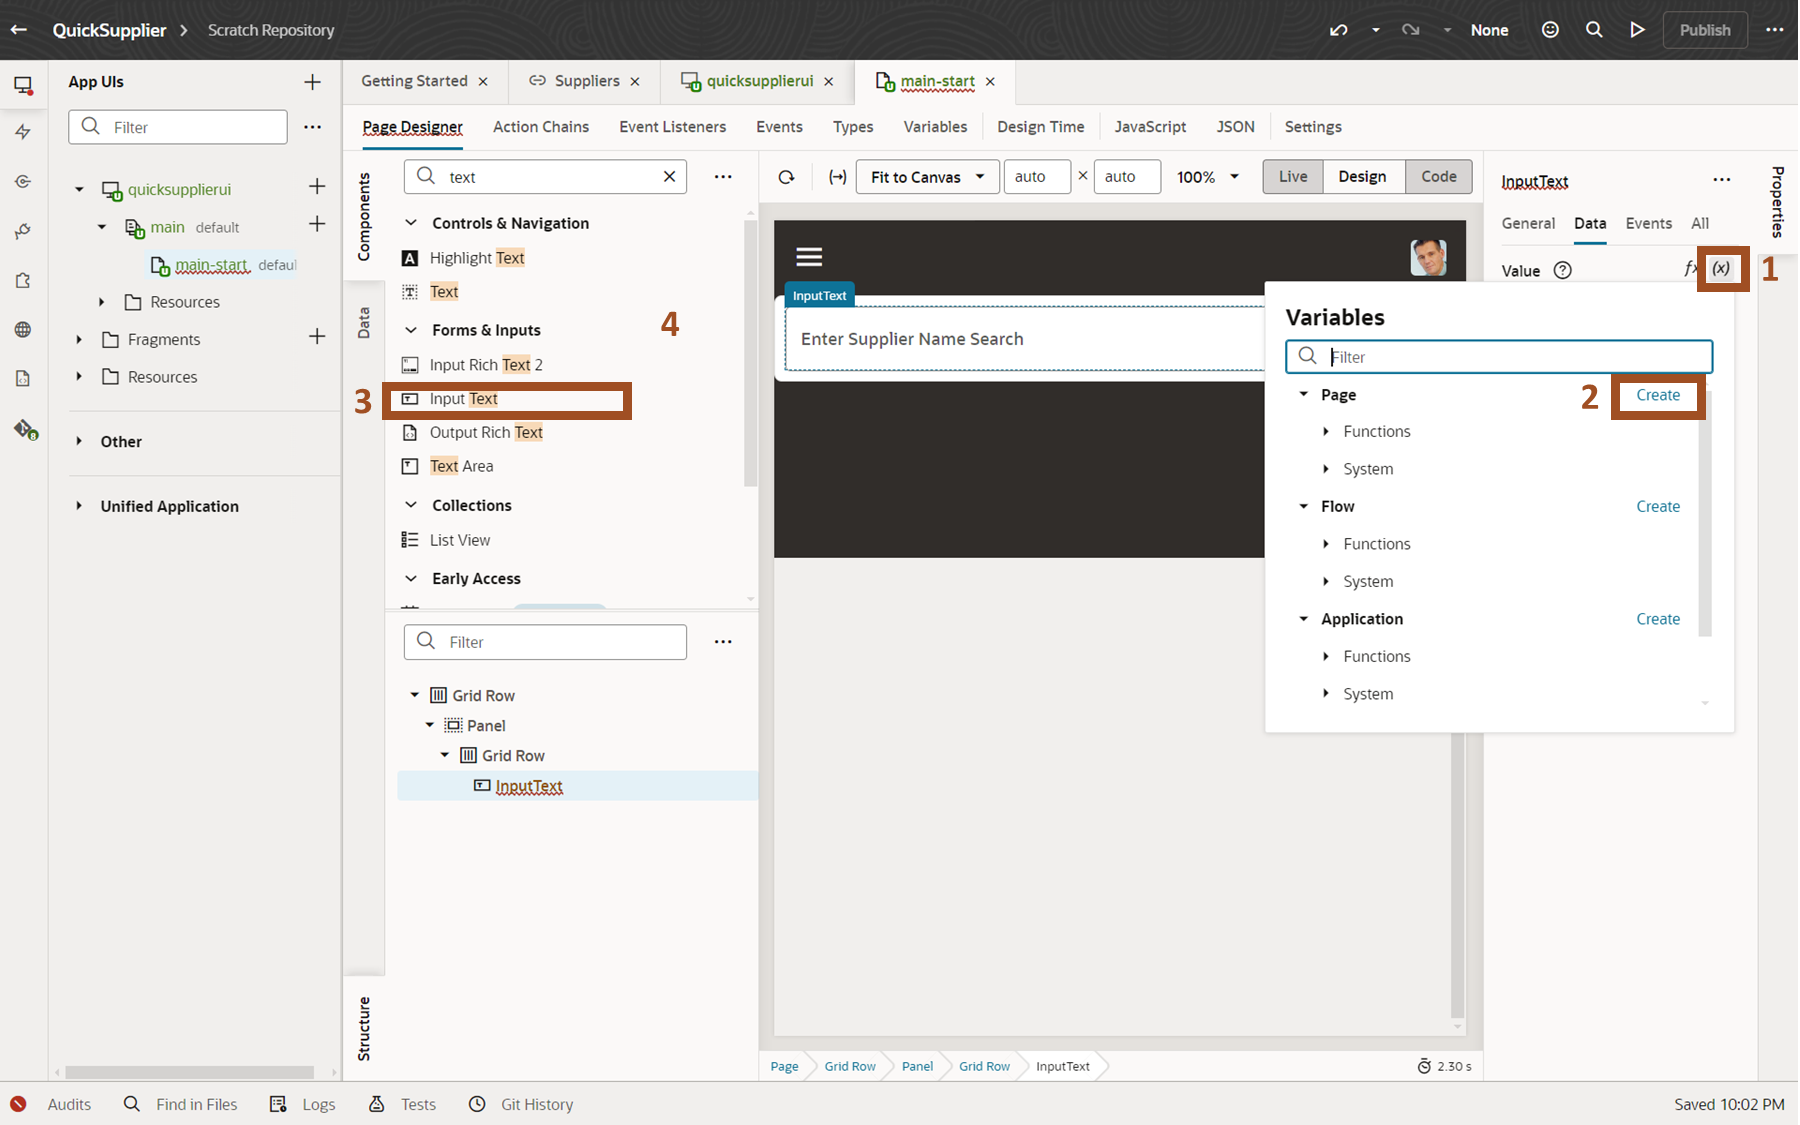 QuickSupplier
Scratch Repository
None
Publish
App UIs
Filter
quicksupplierui
main default
main-start defaul
Resources
Fragments
Resources
Other
Unified Application
Getting Started
Suppliers
quicksupplierui
main-start
Page Designer
Action Chains
Event Listeners
Events
Types
Variables
Design Time
JavaScript
JSON
Settings
Components
Data
Structure
text
Controls & Navigation
Highlight Text
Text
Forms & Inputs
4
Input Rich Text 2
3
Input Text
Output Rich Text
Text Area
Collections
List View
Early Access
Filter
Grid Row
Panel
Grid Row
InputText
Fit to Canvas
auto × auto
100%
Live
Design
Code
InputText
Enter Supplier Name Search
InputText
General
Data
Events
All
Value
fx
(x)
1
Properties
Variables
Filter
Page
2
Create
Functions
System
Flow
Create
Functions
System
Application
Create
Functions
System
Page
Grid Row
Panel
Grid Row
InputText
2.30 s
Audits
Find in Files
Logs
Tests
Git History
Saved 10:02 PM